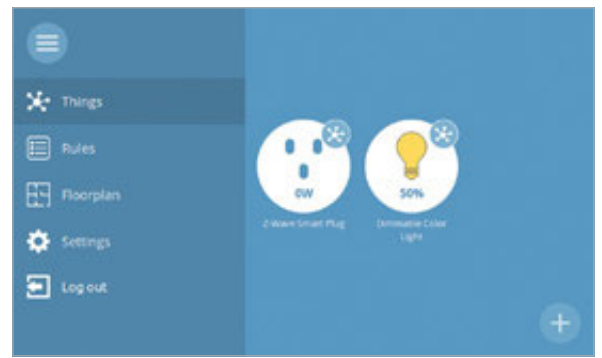 Things
Rules
Floorplan
Settings
Log out
0W
50%
Z-Wave Smart Plug
Dimmable Color
Light